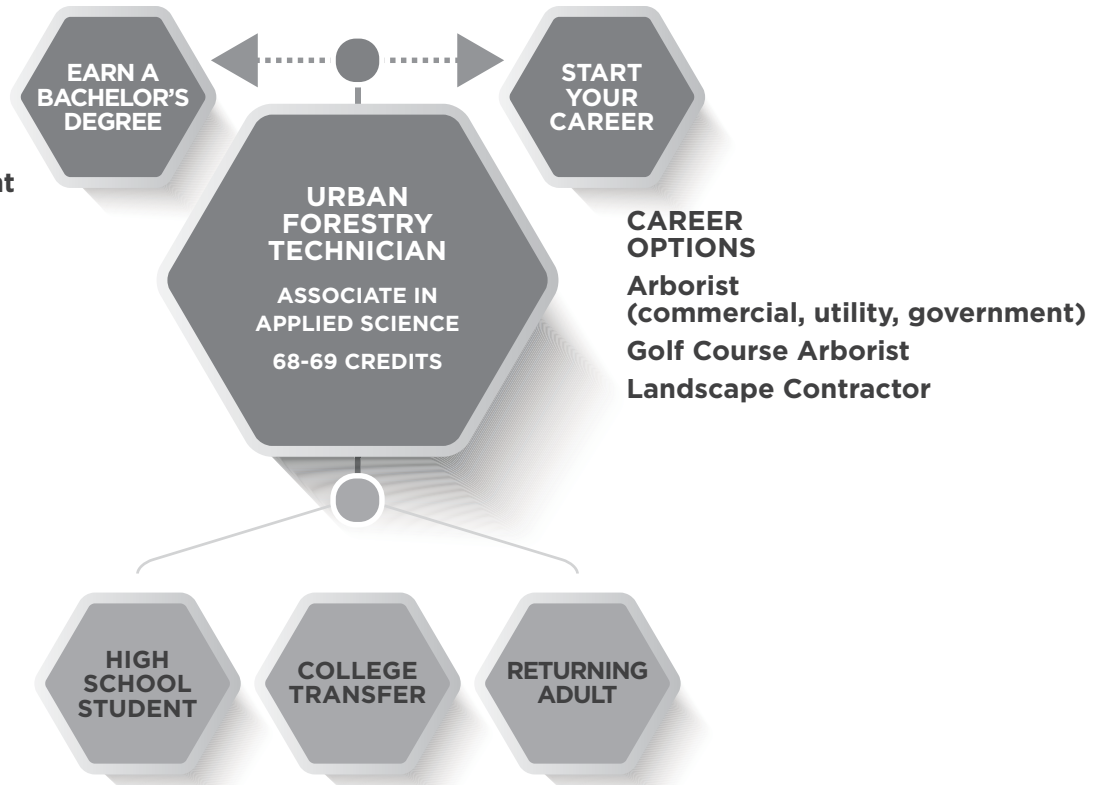 EARN A
BACHELOR'S
DEGREE
START
YOUR
CAREER
URBAN
FORESTRY
TECHNICIAN
ASSOCIATE IN
APPLIED SCIENCE
68-69 CREDITS
CAREER
OPTIONS
Arborist
(commercial, utility, government)
Golf Course Arborist
Landscape Contractor
HIGH
SCHOOL
STUDENT
COLLEGE
TRANSFER
RETURNING
ADULT